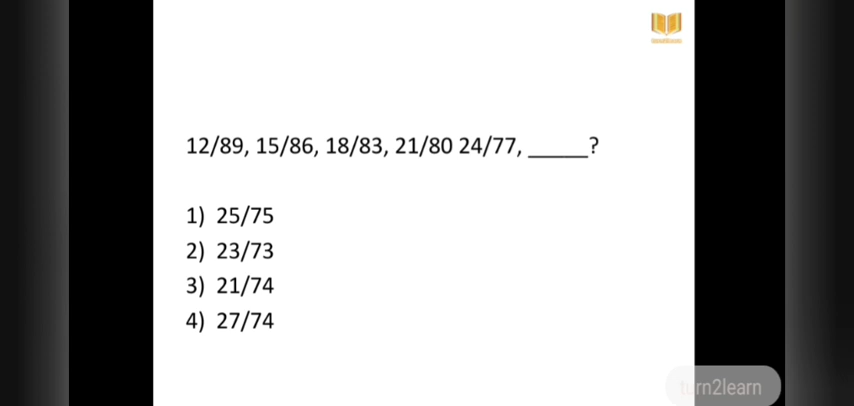 12/89, 15/86, 18/83, 21/80 24/77, _____?
1) 25/75
2) 23/73
3) 21/74
4) 27/74
turn2learn